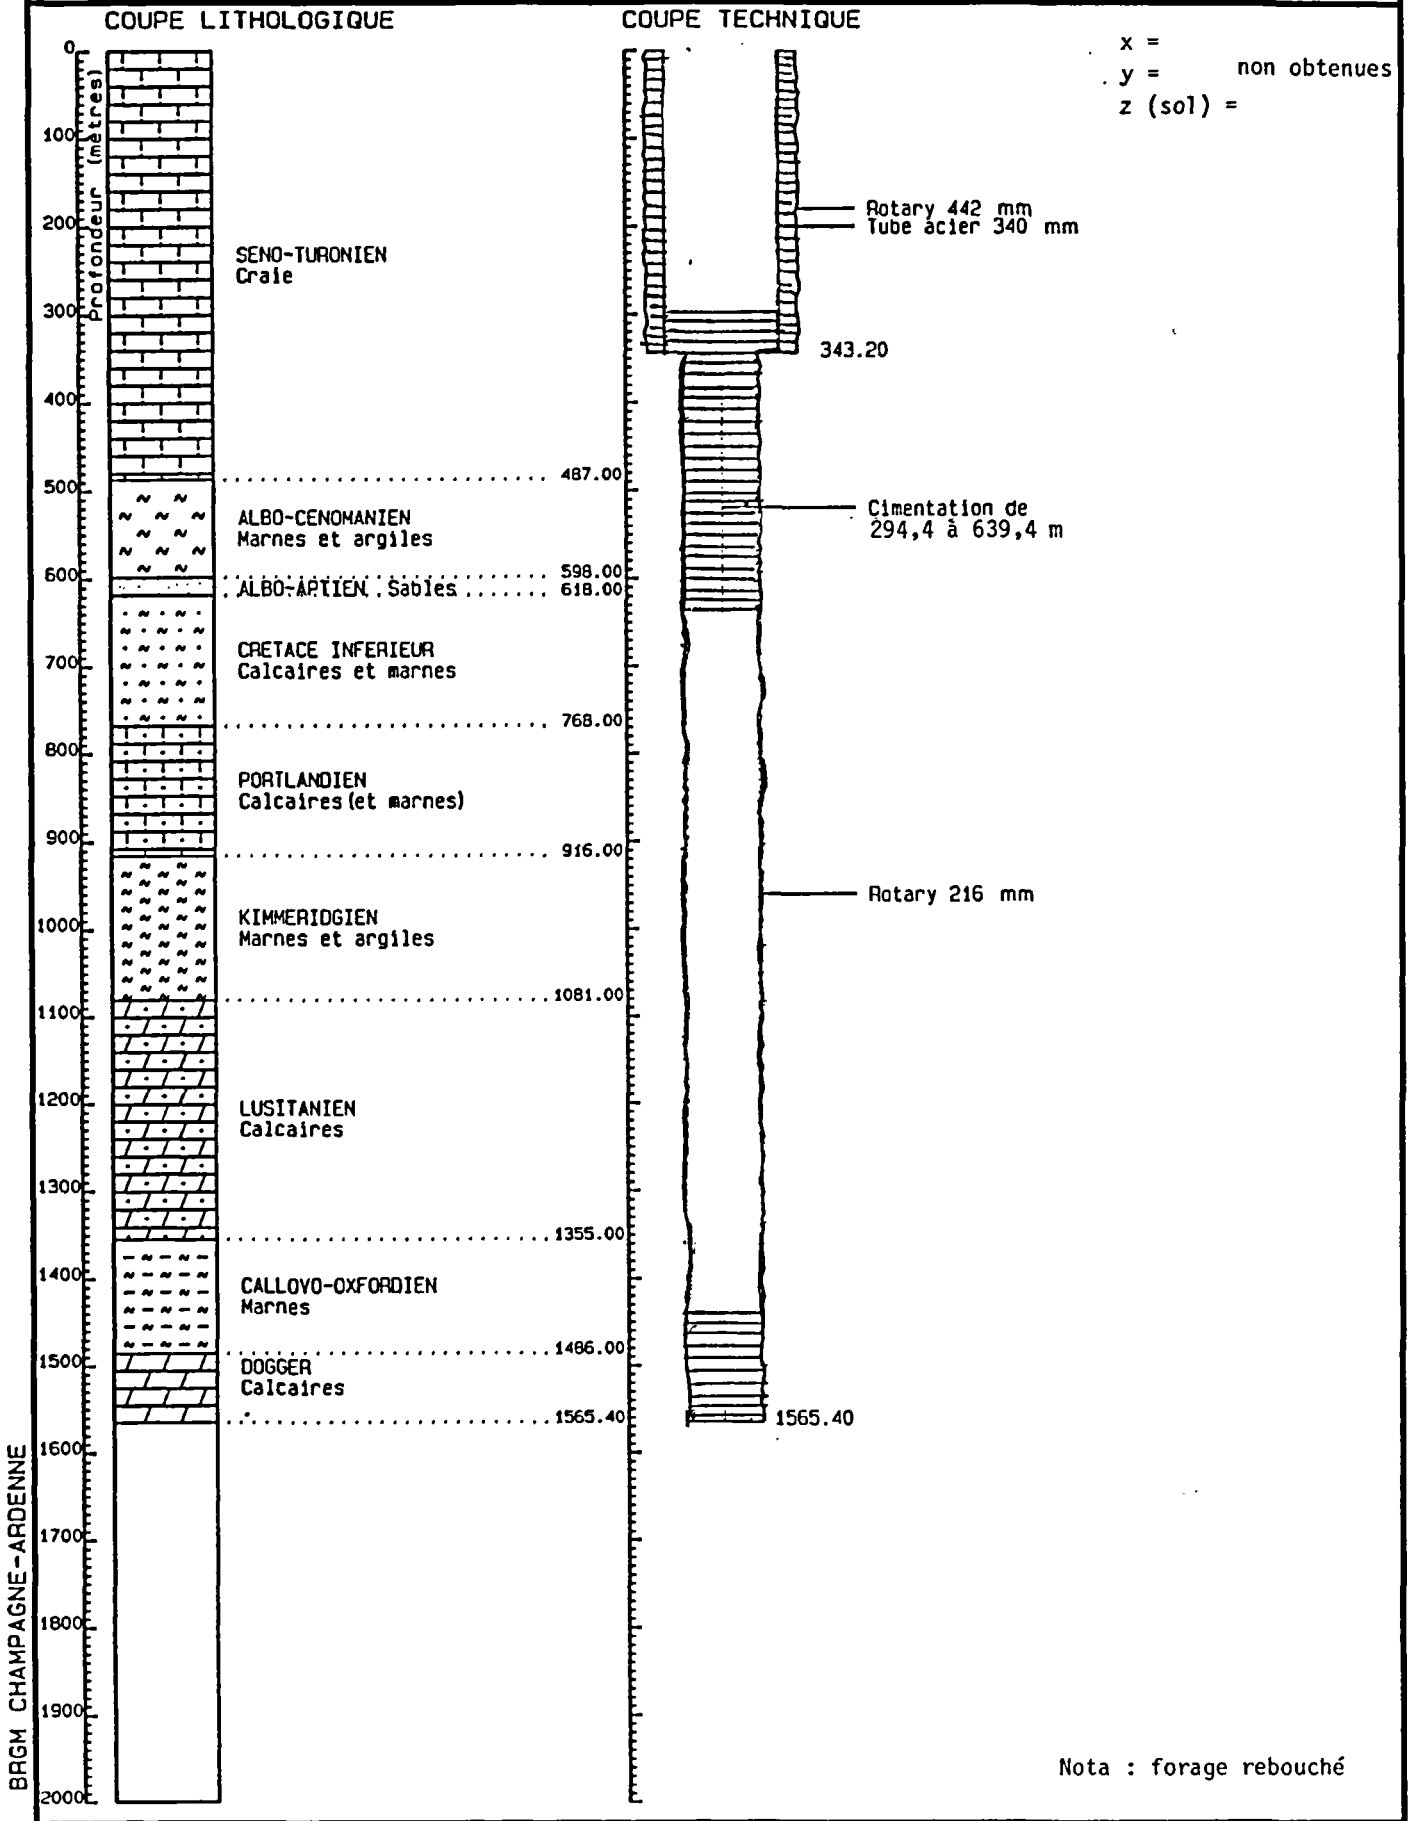 COUPE LITHOLOGIQUE
COUPE TECHNIQUE
x =
y = non obtenues
z (sol) =
Profondeur (mètres)
0
100
200
300
400
500
600
700
800
900
1000
1100
1200
1300
1400
1500
1600
1700
1800
1900
2000
SENO-TURONIEN
Craie
487.00
ALBO-CENOMANIEN
Marnes et argiles
598.00
ALBO-APTIEN Sables
618.00
CRETACE INFERIEUR
Calcaires et marnes
768.00
PORTLANDIEN
Calcaires (et marnes)
916.00
KIMMERIDGIEN
Marnes et argiles
1081.00
LUSITANIEN
Calcaires
1355.00
CALLOVO-OXFORDIEN
Marnes
1486.00
DOGGER
Calcaires
1565.40
Rotary 442 mm
Tube acier 340 mm
343.20
Cimentation de
294,4 à 639,4 m
Rotary 216 mm
1565.40
Nota : forage rebouché
BRGM CHAMPAGNE-ARDENNE